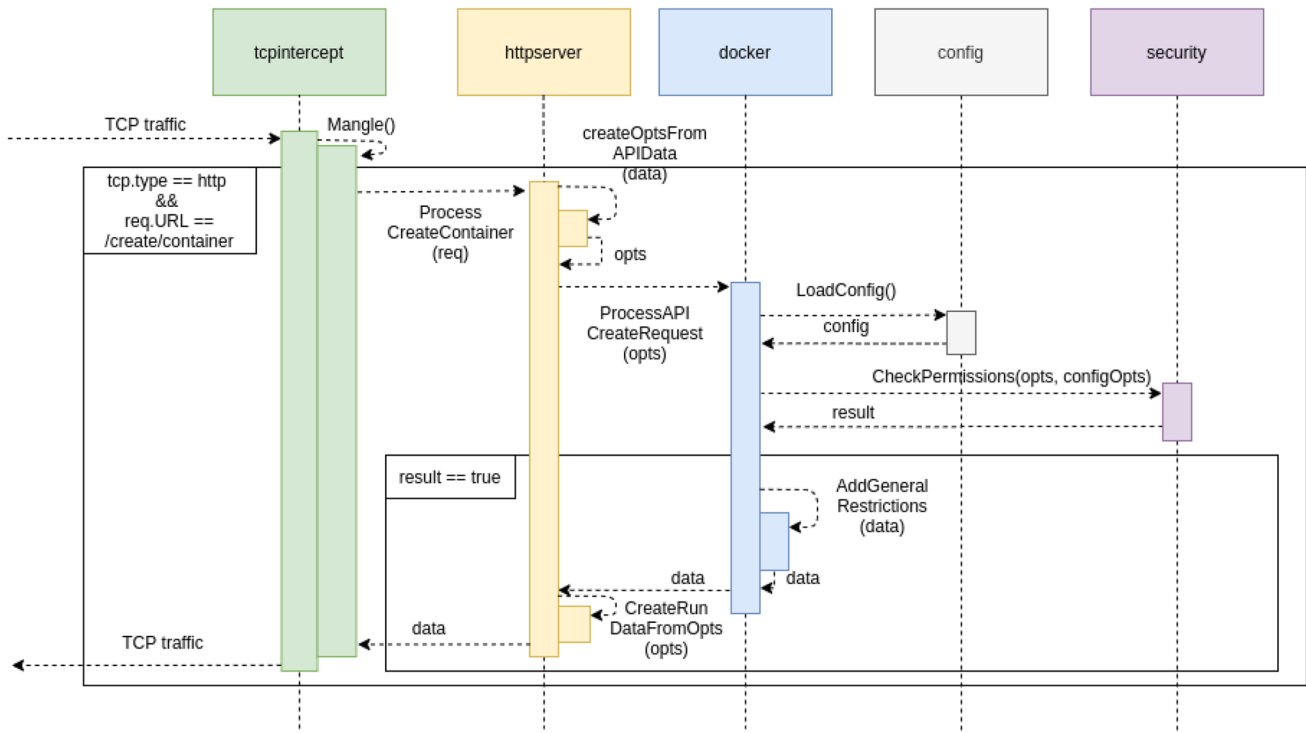 tcpintercept
httpserver
docker
config
security
TCP traffic
Mangle()
createOptsFrom
APIData
(data)
tcp.type == http
&&
req.URL ==
/create/container
Process
CreateContainer
(req)
opts
ProcessAPI
CreateRequest
(opts)
LoadConfig()
config
CheckPermissions(opts, configOpts)
result
result == true
AddGeneral
Restrictions
(data)
data
data
CreateRun
DataFromOpts
(opts)
data
TCP traffic